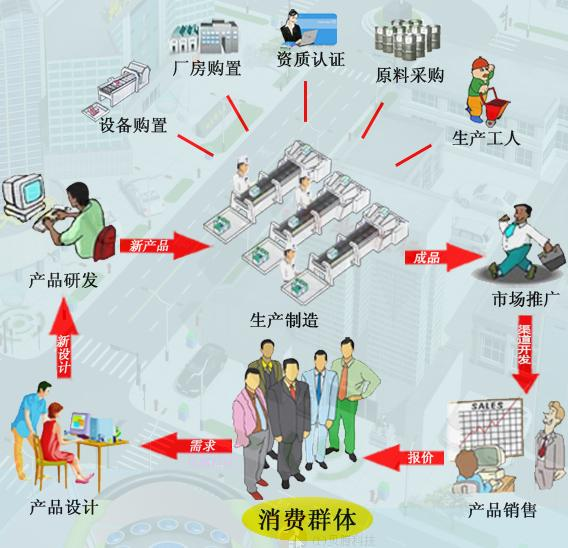 资质认证
厂房购置
原料采购
设备购置
生产工人
新产品
成品
产品研发
市场推广
生产制造
新设计
渠道开发
SALES
需求
报价
产品设计
产品销售
消费群体